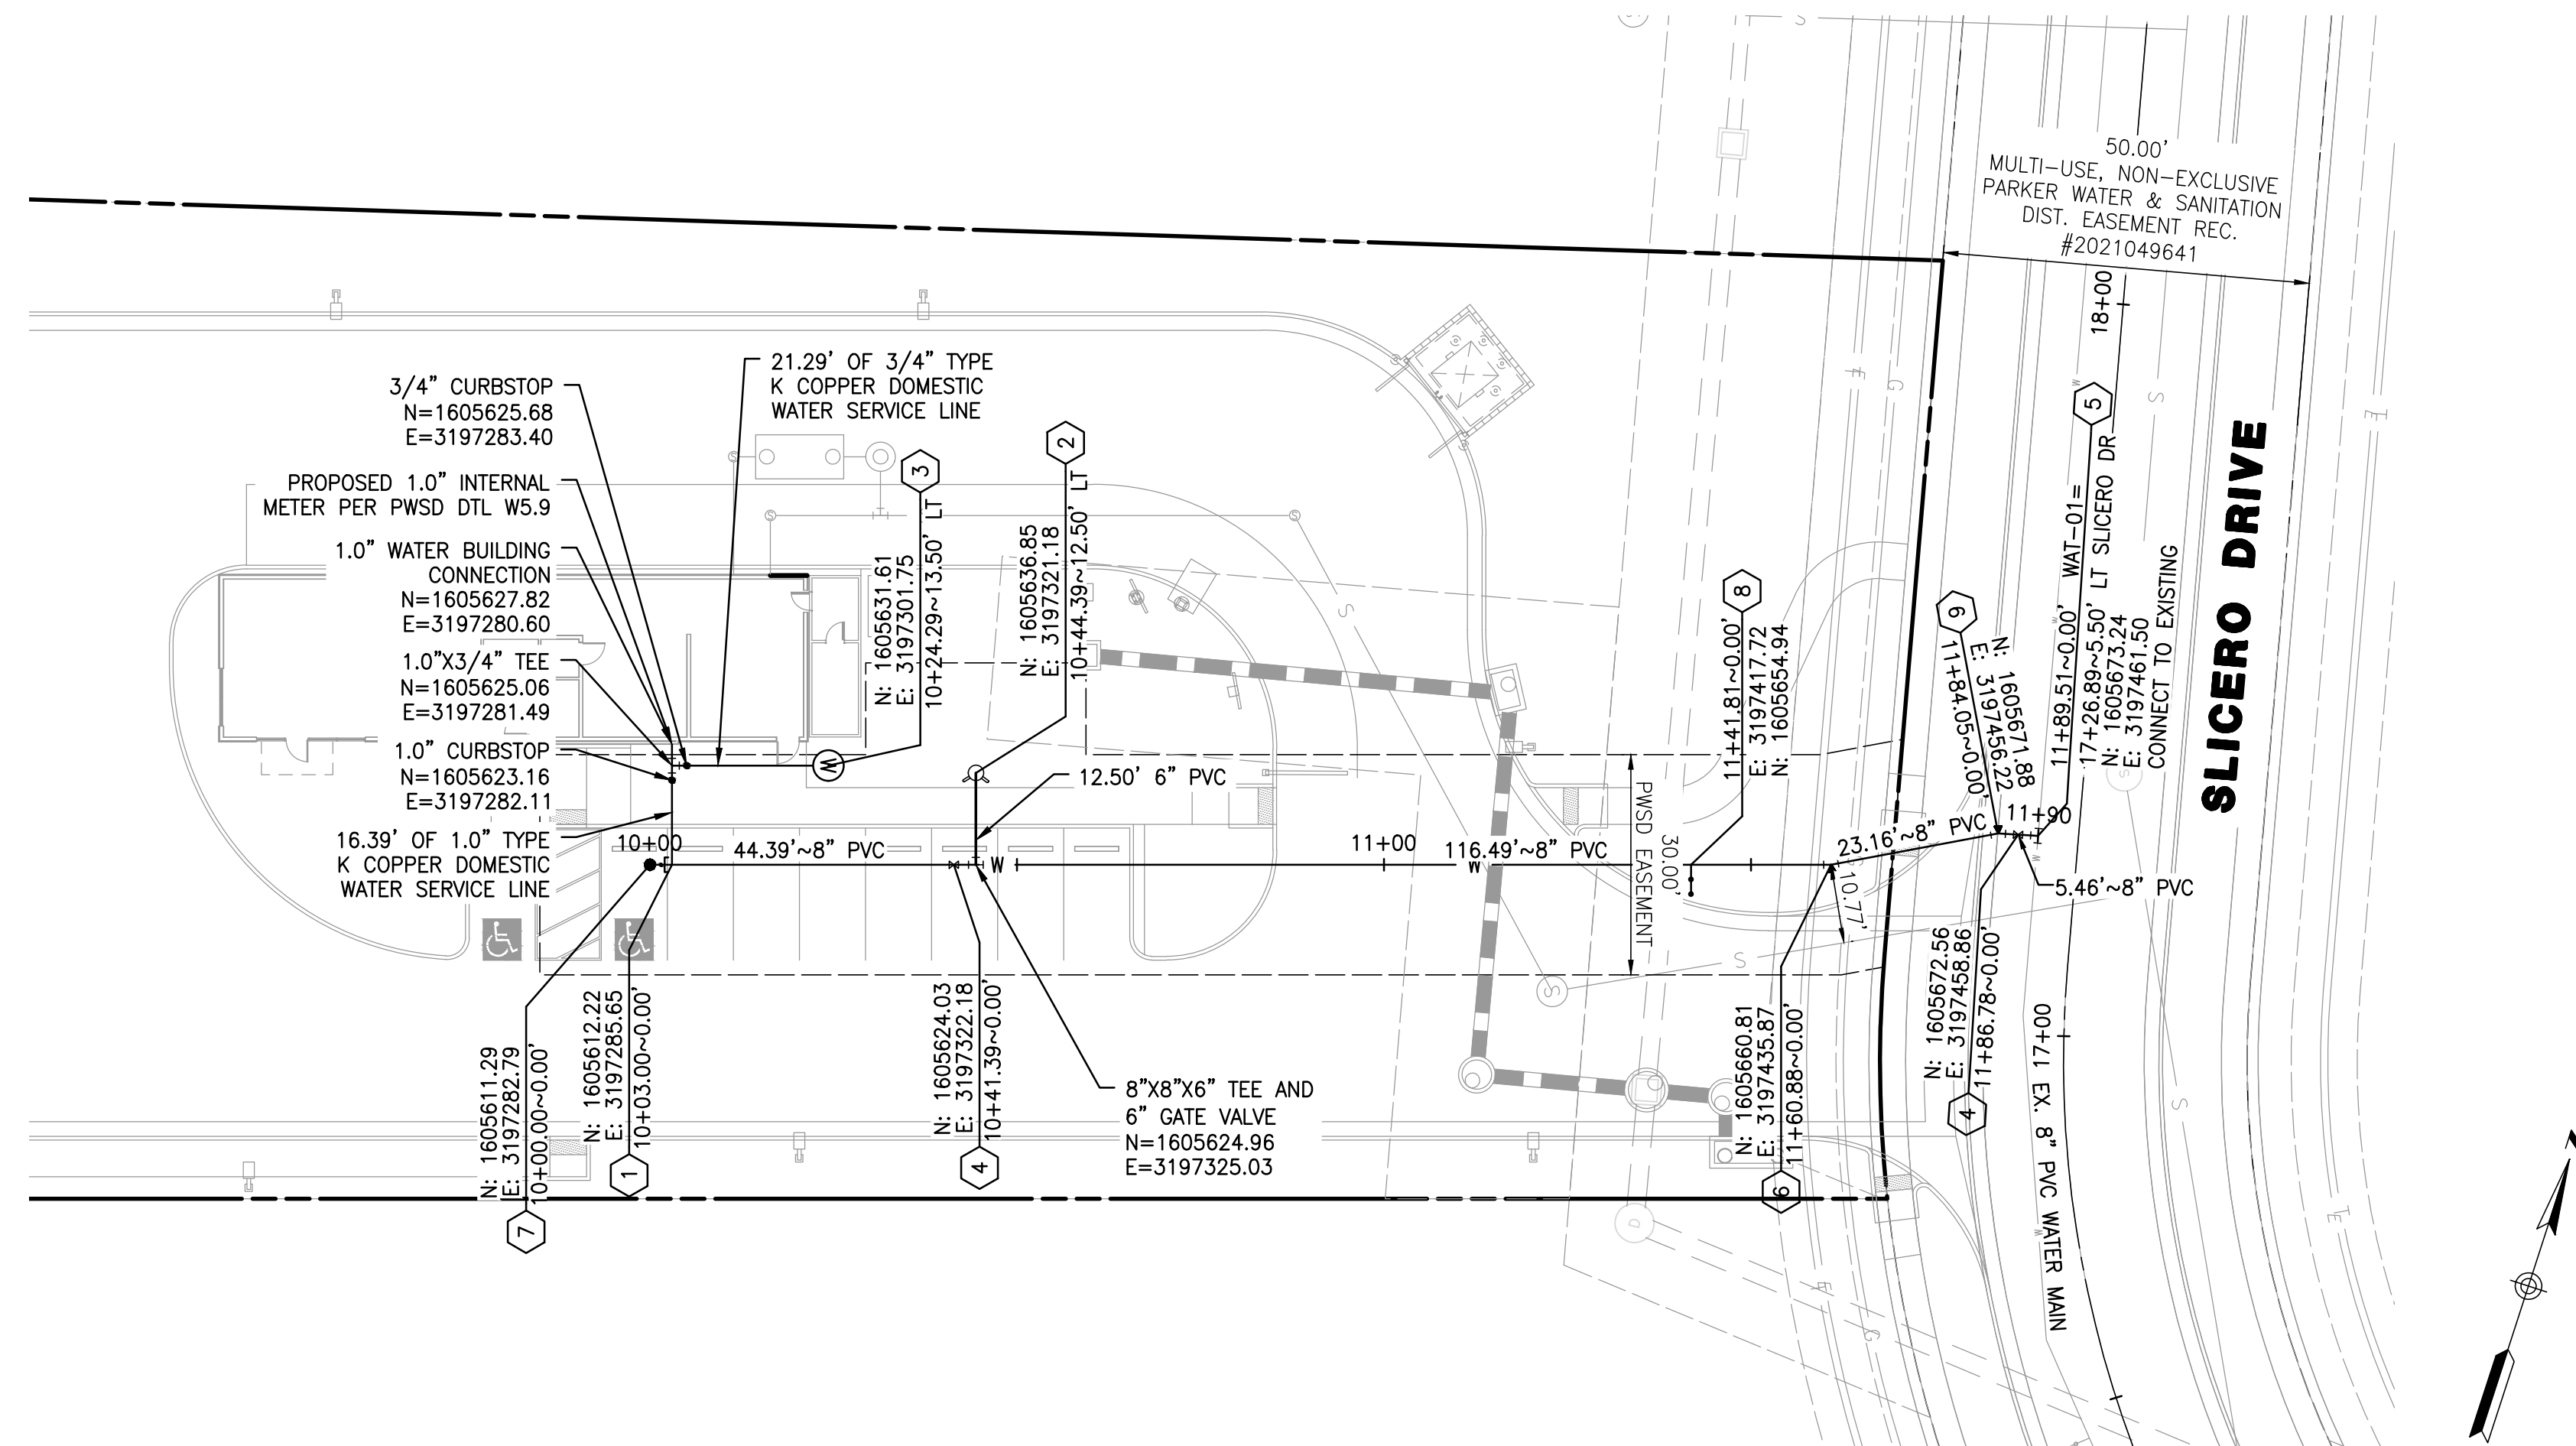 50.00'
MULTI-USE, NON-EXCLUSIVE
PARKER WATER & SANITATION
DIST. EASEMENT REC.
#2021049641
18+00
21.29' OF 3/4" TYPE
K COPPER DOMESTIC
WATER SERVICE LINE
3/4" CURBSTOP
N=1605625.68
E=3197283.40
PROPOSED 1.0" INTERNAL
METER PER PWSD DTL W5.9
1.0" WATER BUILDING
CONNECTION
N=1605627.82
E=3197280.60
1.0"X3/4" TEE
N=1605625.06
E=3197281.49
1.0" CURBSTOP
N=1605623.16
E=3197282.11
16.39' OF 1.0" TYPE
K COPPER DOMESTIC
WATER SERVICE LINE
3
N: 1605631.61
E: 3197301.75
10+24.29~13.50' LT
2
N: 1605636.85
E: 3197321.18
10+44.39~12.50' LT
8
11+41.81~0.00'
E: 3197417.72
N: 1605654.94
6
N: 1605671.88
E: 3197456.22
11+84.05~0.00'
5
11+89.51~0.00' WAT-01=
17+26.89~5.50' LT SLICERO DR
N: 1605673.24
E: 3197461.50
CONNECT TO EXISTING
SLICERO DRIVE
W
12.50' 6" PVC
10+00
44.39'~8" PVC
W
11+00
116.49'~8" PVC
W
PWSD EASEMENT
30.00'
10.77'
23.16'~8" PVC
11+90
5.46'~8" PVC
7
N: 1605611.29
E: 3197282.79
10+00.00~0.00'
1
N: 1605612.22
E: 3197285.65
10+03.00~0.00'
4
N: 1605624.03
E: 3197322.18
10+41.39~0.00'
8"X8"X6" TEE AND
6" GATE VALVE
N=1605624.96
E=3197325.03
6
N: 1605660.81
E: 3197435.87
11+60.88~0.00'
4
N: 1605672.56
E: 3197458.86
11+86.78~0.00'
17+00
EX. 8" PVC WATER MAIN
S
S
S
S
S
S
S
S
E
G
E
E
E
G
D